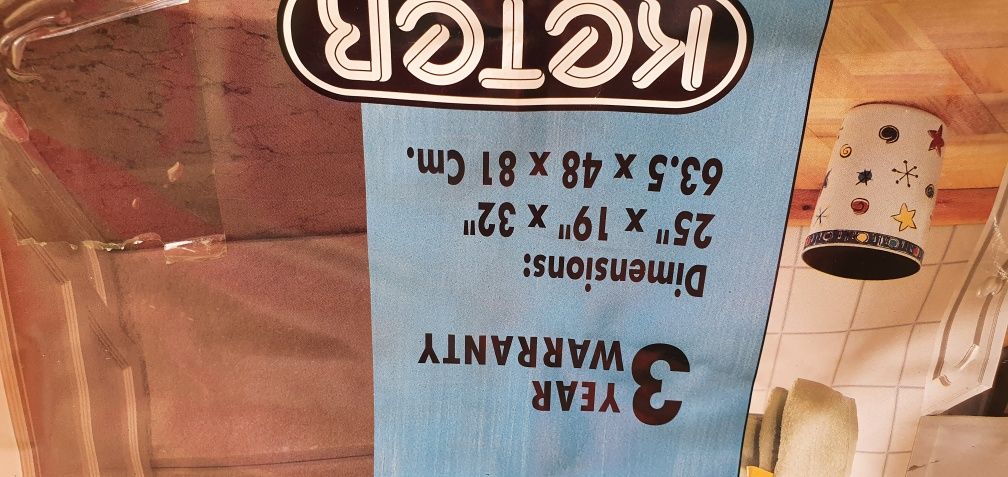 3 YEAR
WARRANTY
Dimensions:
25" x 19" x 32"
63.5 x 48 x 81 Cm.
KETER